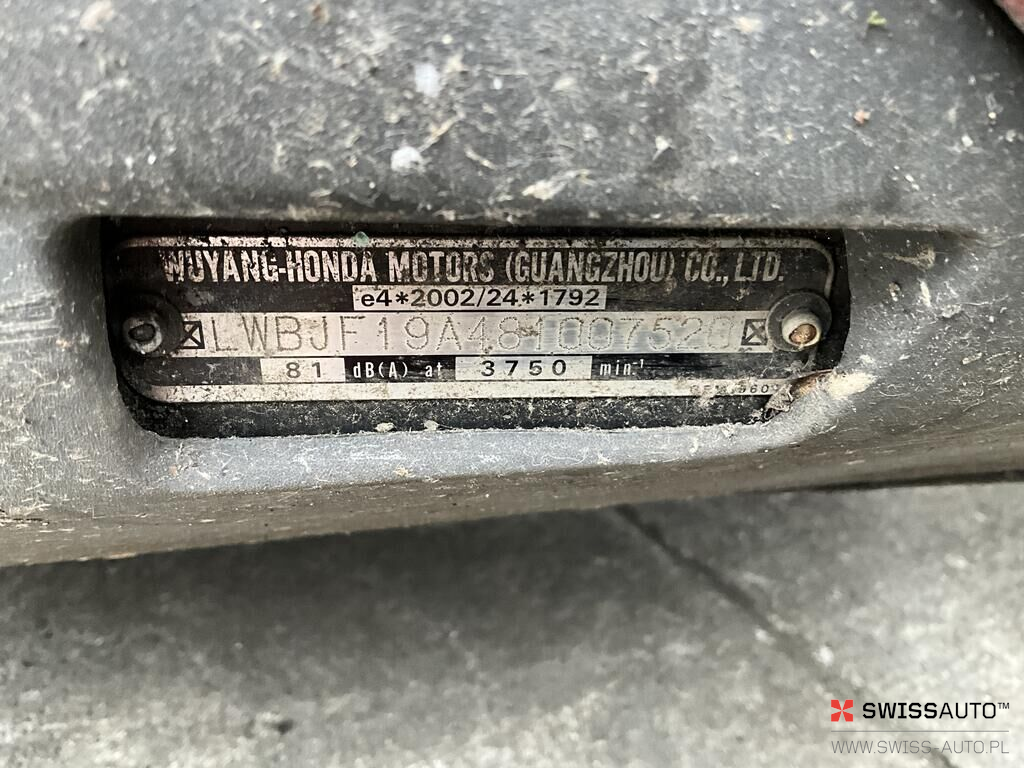 WUYANG-HONDA MOTORS (GUANGZHOU) CO., LTD.
e4*2002/24*1792
LWBJF19A481007520
81 dB(A) at 3750 min⁻¹
SWISSAUTO™
WWW.SWISS-AUTO.PL